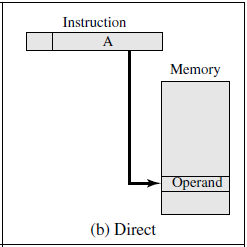 Instruction
A
Memory
Operand
(b) Direct